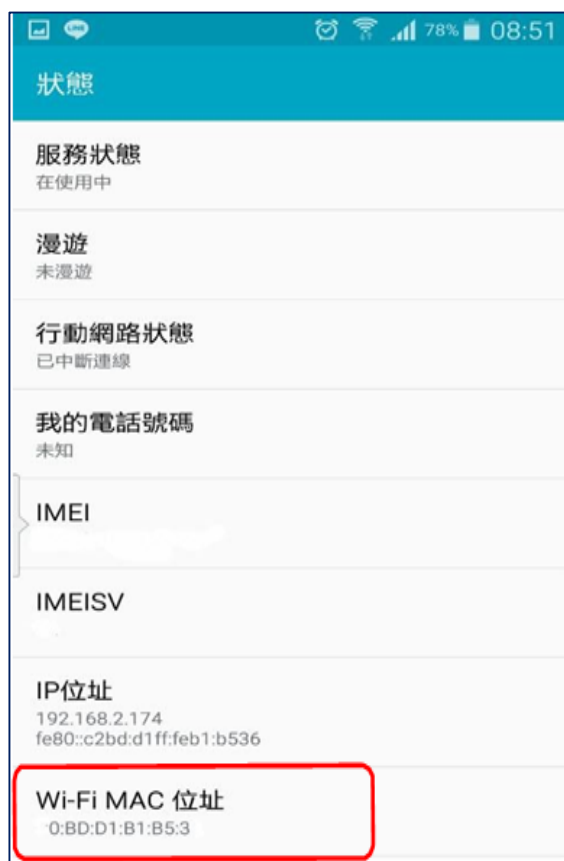 LINE
78% 08:51
狀態
服務狀態
在使用中
漫遊
未漫遊
行動網路狀態
已中斷連線
我的電話號碼
未知
IMEI
IMEISV
IP位址
192.168.2.174
fe80::c2bd:d1ff:feb1:b536
Wi-Fi MAC 位址
0:BD:D1:B1:B5:3